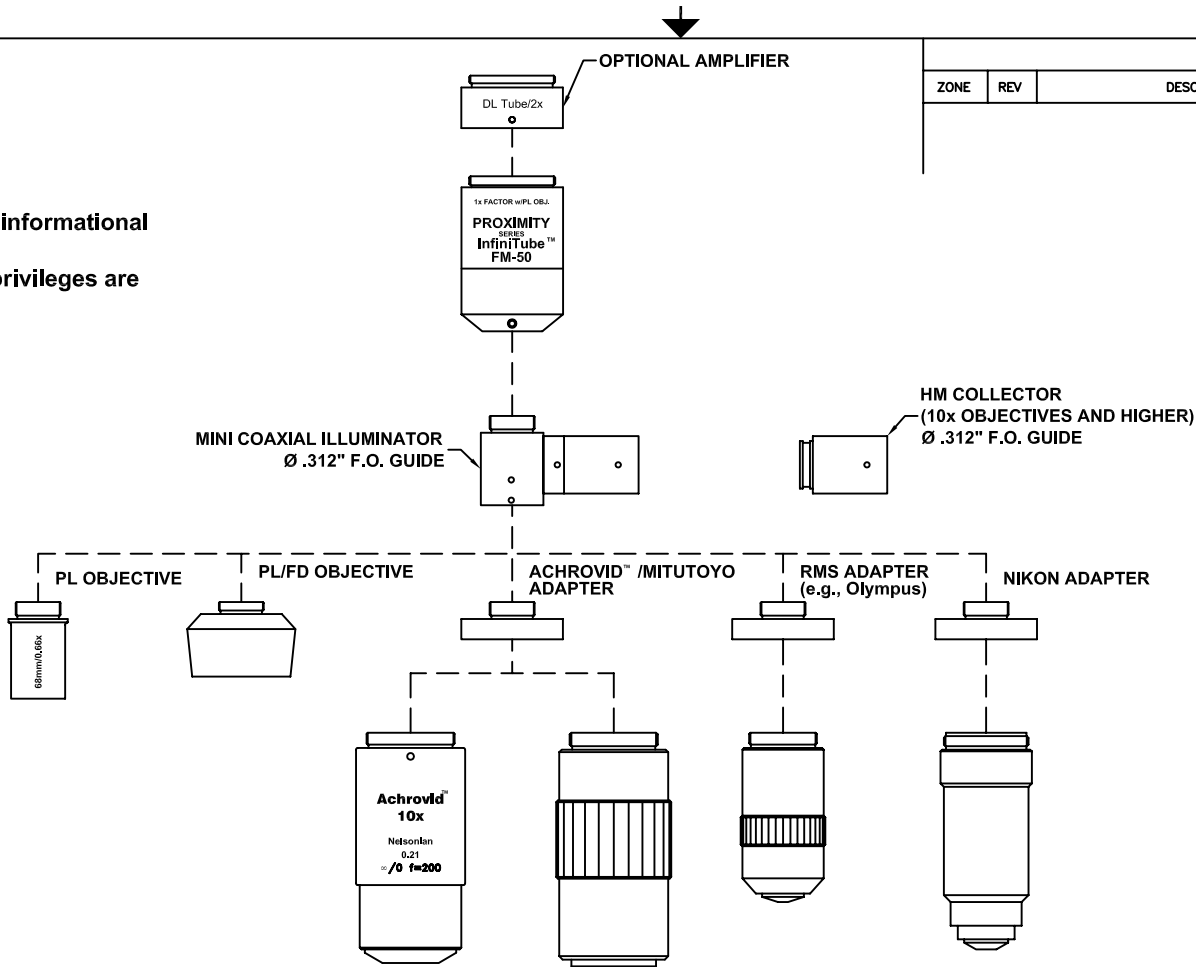 OPTIONAL AMPLIFIER
ZONE REV DESC
DL Tube/2x
informational
privileges are
1x FACTOR w/PL OBJ.
PROXIMITY
SERIES
InfiniTube™
FM-50
HM COLLECTOR
(10x OBJECTIVES AND HIGHER)
Ø .312" F.O. GUIDE
MINI COAXIAL ILLUMINATOR
Ø .312" F.O. GUIDE
PL OBJECTIVE
PL/FD OBJECTIVE
ACHROVID™ /MITUTOYO
ADAPTER
RMS ADAPTER
(e.g., Olympus)
NIKON ADAPTER
68mm/0.66x
Achrovid™
10x
Nelsonian
0.21
∞/0 f=200